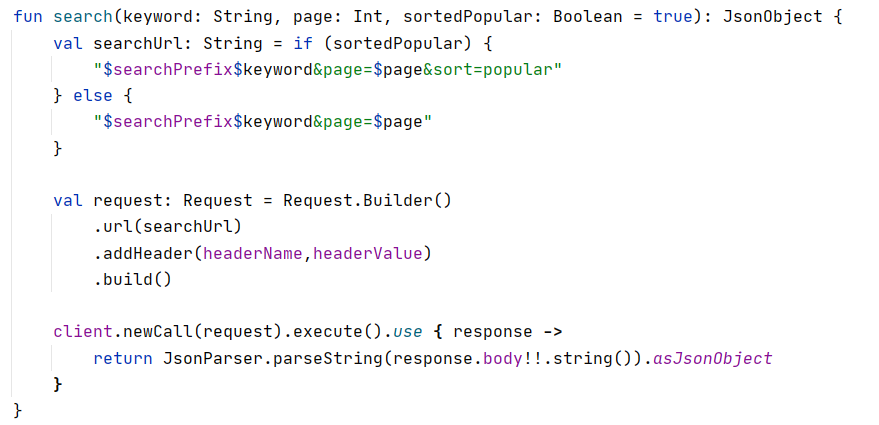 fun search(keyword: String, page: Int, sortedPopular: Boolean = true): JsonObject {
    val searchUrl: String = if (sortedPopular) {
        "$searchPrefix$keyword&page=$page&sort=popular"
    } else {
        "$searchPrefix$keyword&page=$page"
    }

    val request: Request = Request.Builder()
        .url(searchUrl)
        .addHeader(headerName,headerValue)
        .build()

    client.newCall(request).execute().use { response ->
        return JsonParser.parseString(response.body!!.string()).asJsonObject
    }
}